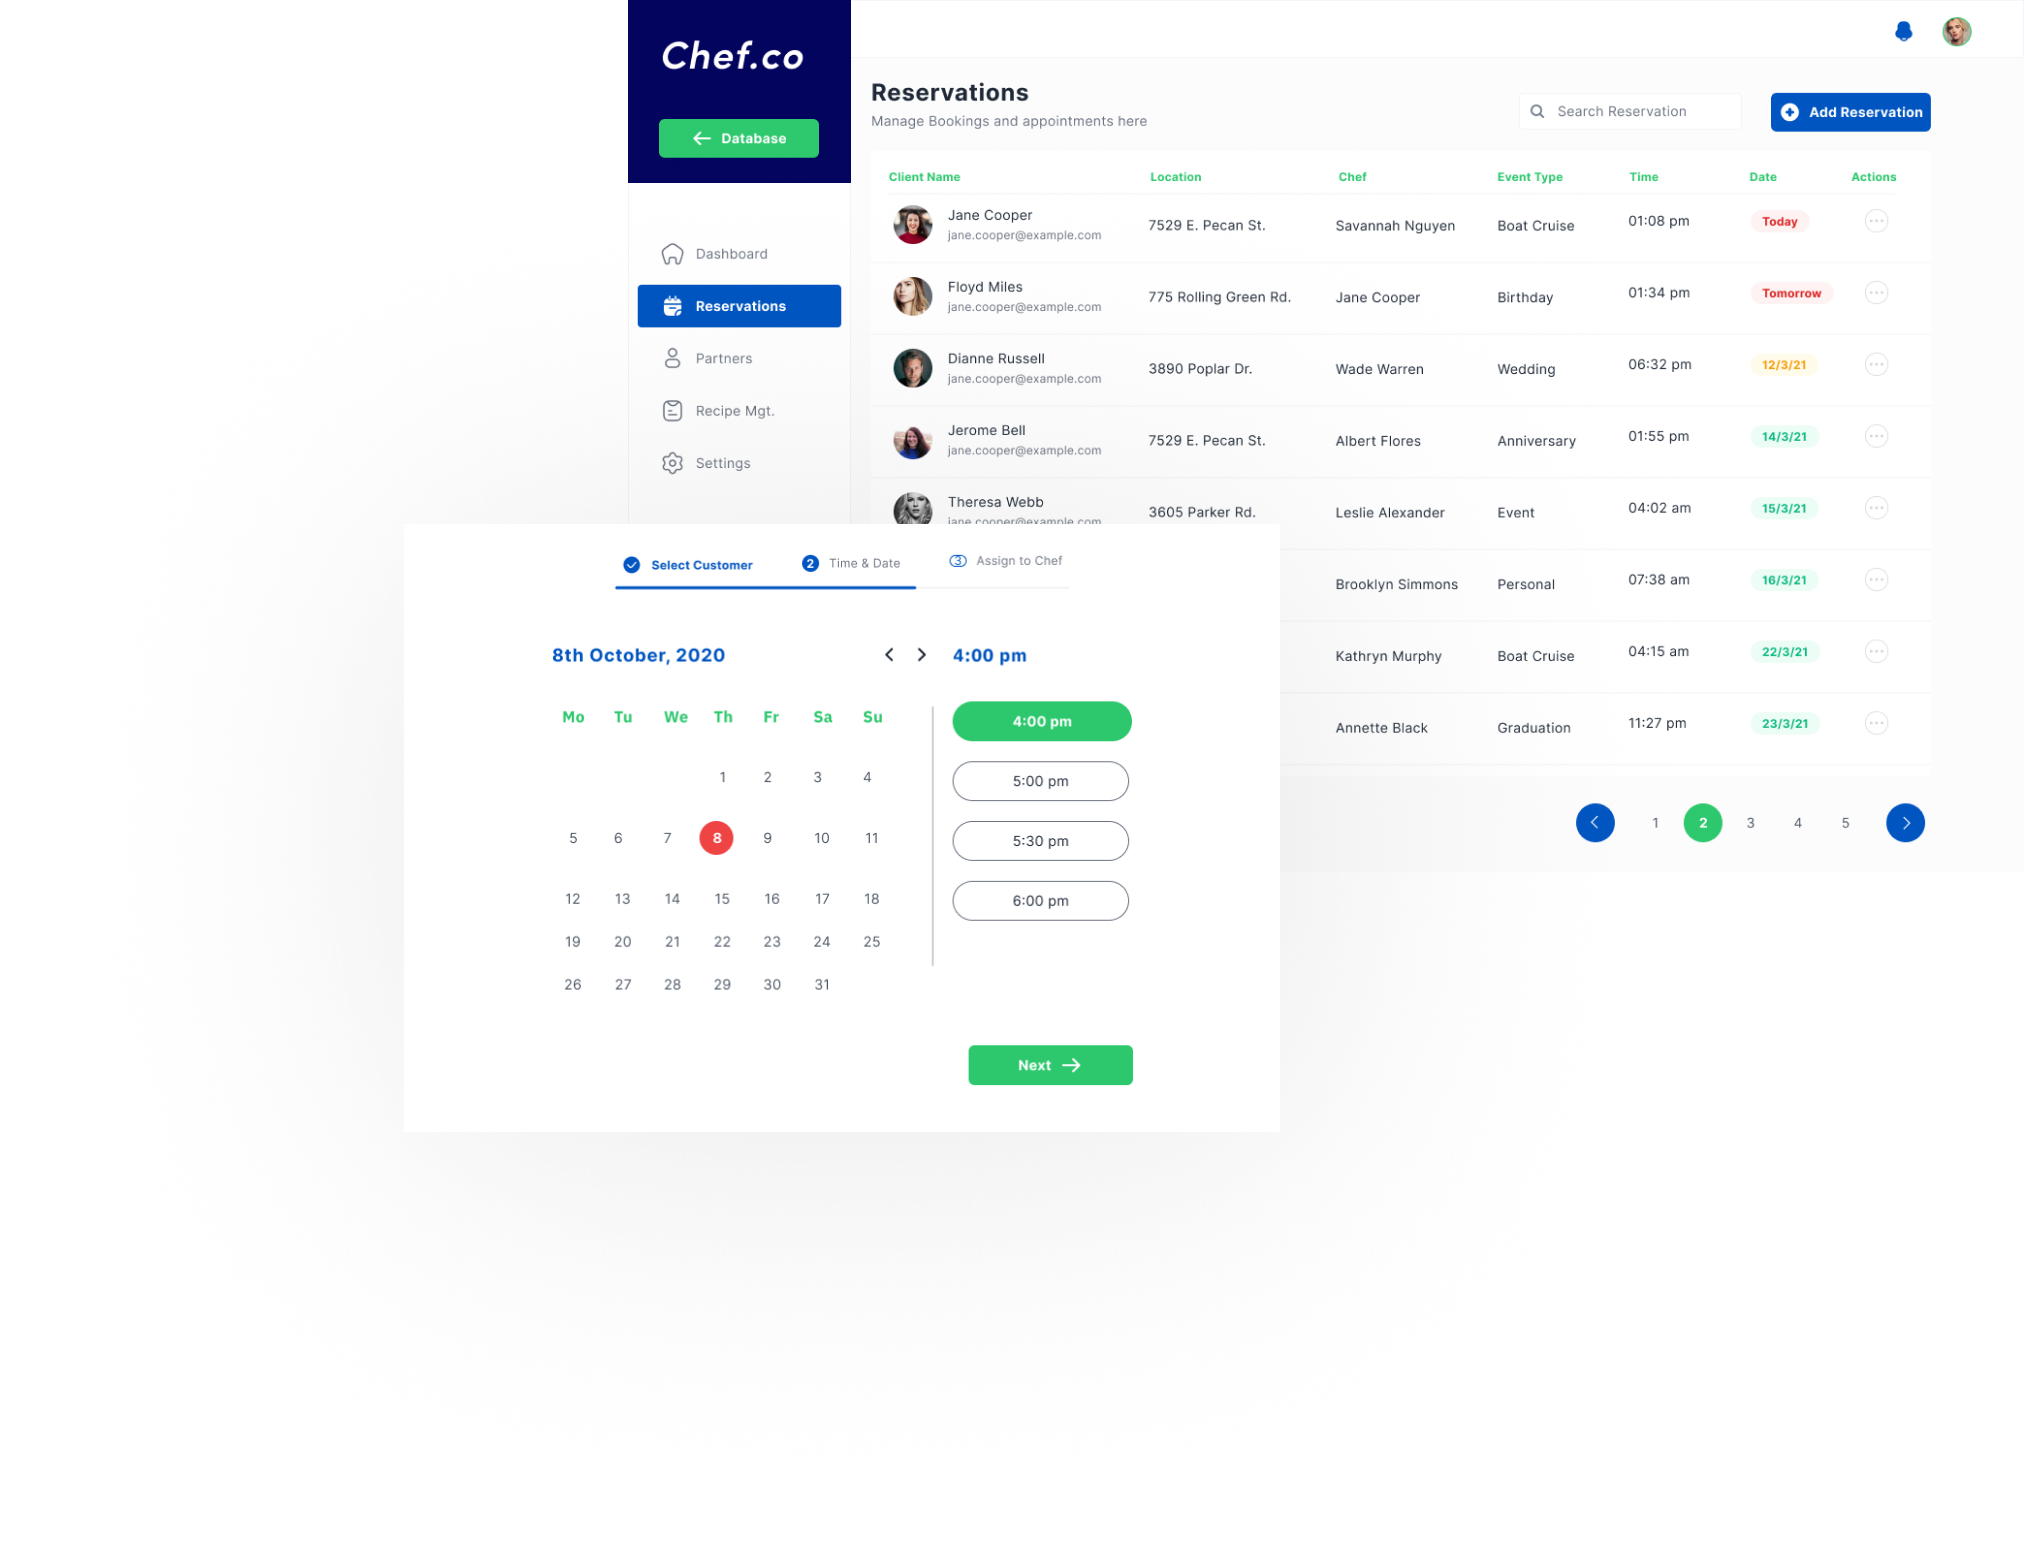 Chef.co
Database
Dashboard
Reservations
Partners
Recipe Mgt.
Settings
Reservations
Manage Bookings and appointments here
Search Reservation
Add Reservation
Client Name Location Chef Event Type Time Date Actions
Jane Cooper
jane.cooper@example.com
7529 E. Pecan St. Savannah Nguyen Boat Cruise 01:08 pm Today
Floyd Miles
jane.cooper@example.com
775 Rolling Green Rd. Jane Cooper Birthday 01:34 pm Tomorrow
Dianne Russell
jane.cooper@example.com
3890 Poplar Dr. Wade Warren Wedding 06:32 pm 12/3/21
Jerome Bell
jane.cooper@example.com
7529 E. Pecan St. Albert Flores Anniversary 01:55 pm 14/3/21
Theresa Webb
jane.cooper@example.com
3605 Parker Rd. Leslie Alexander Event 04:02 am 15/3/21
Brooklyn Simmons Personal 07:38 am 16/3/21
Kathryn Murphy Boat Cruise 04:15 am 22/3/21
Annette Black Graduation 11:27 pm 23/3/21
1 2 3 4 5
Select Customer 2 Time & Date 3 Assign to Chef
8th October, 2020
Mo Tu We Th Fr Sa Su
1 2 3 4
5 6 7 8 9 10 11
12 13 14 15 16 17 18
19 20 21 22 23 24 25
26 27 28 29 30 31
4:00 pm
4:00 pm
5:00 pm
5:30 pm
6:00 pm
Next